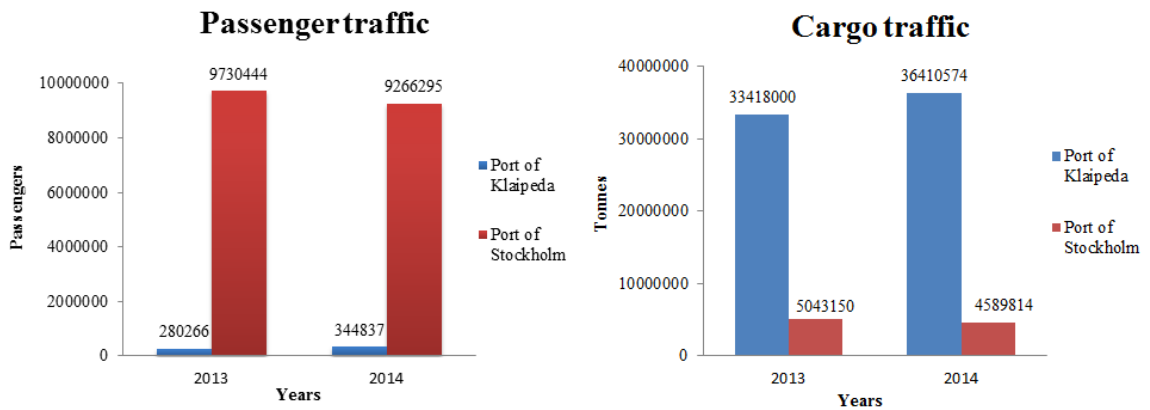 Passenger traffic
10000000
8000000
6000000
4000000
2000000
0
Passengers
9730444
9266295
280266
344837
2013
2014
Years
Port of
Klaipeda
Port of
Stockholm
Cargo traffic
40000000
30000000
20000000
10000000
0
Tonnes
33418000
36410574
5043150
4589814
2013
2014
Years
Port of
Klaipeda
Port of
Stockholm